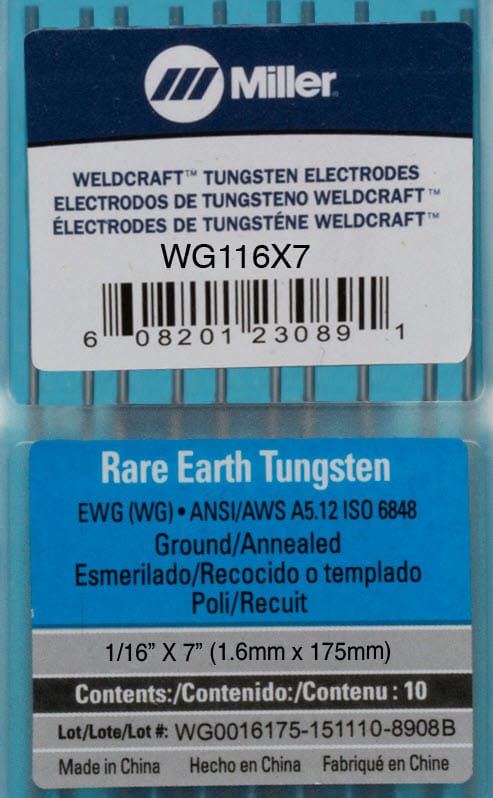 Miller
WELDCRAFT™ TUNGSTEN ELECTRODES
ELECTRODOS DE TUNGSTENO WELDCRAFT™
ÉLECTRODES DE TUNGSTÉNE WELDCRAFT™
WG116X7
6 08201 23089 1
Rare Earth Tungsten
EWG (WG) • ANSI/AWS A5.12 ISO 6848
Ground/Annealed
Esmerilado/Recocido o templado
Poli/Recuit
1/16” X 7” (1.6mm x 175mm)
Contents:/Contenido:/Contenu : 10
Lot/Lote/Lot #: WG0016175-151110-8908B
Made in China Hecho en China Fabriqué en Chine